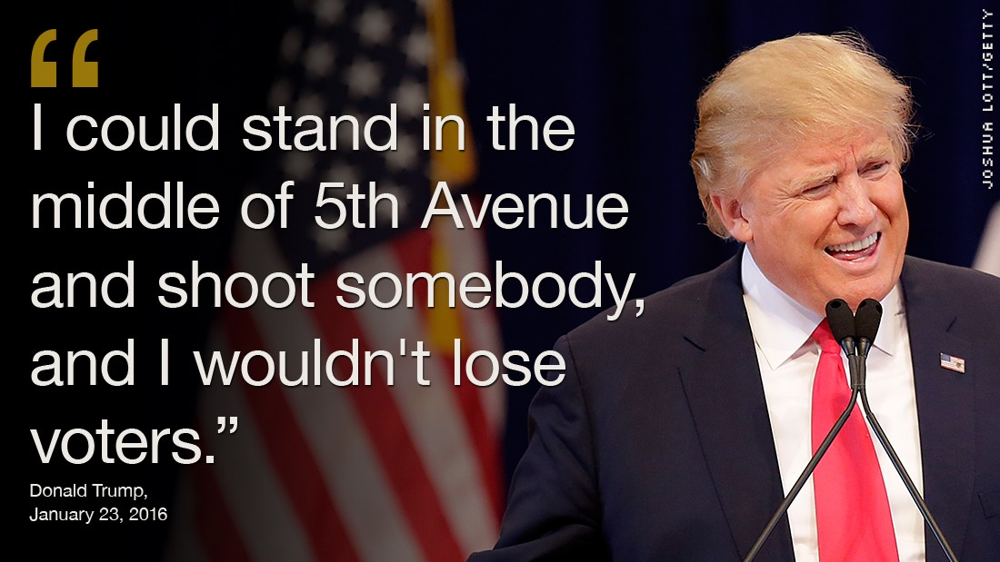 “
I could stand in the
middle of 5th Avenue
and shoot somebody,
and I wouldn't lose
voters.”
Donald Trump,
January 23, 2016
JOSHUA LOTT/GETTY